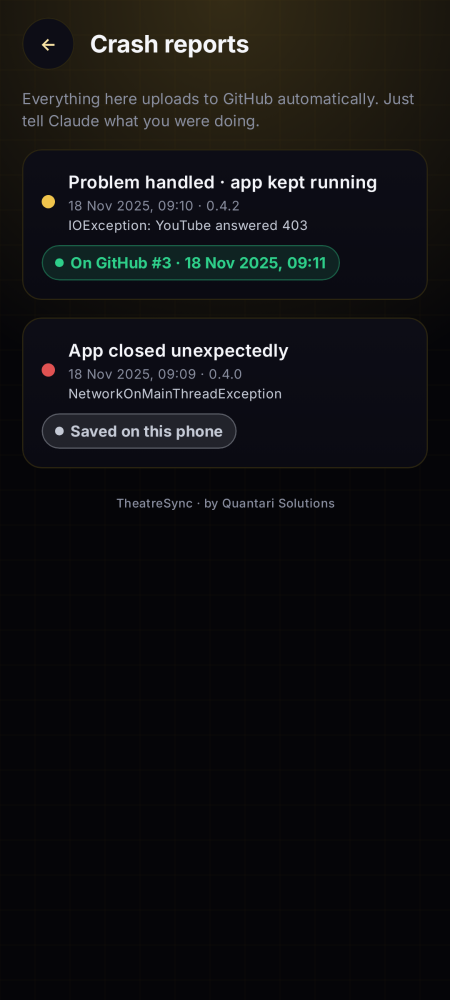 Crash reports
Everything here uploads to GitHub automatically. Just
tell Claude what you were doing.
Problem handled · app kept running
18 Nov 2025, 09:10 · 0.4.2
IOException: YouTube answered 403
On GitHub #3 · 18 Nov 2025, 09:11
App closed unexpectedly
18 Nov 2025, 09:09 · 0.4.0
NetworkOnMainThreadException
Saved on this phone
TheatreSync · by Quantari Solutions